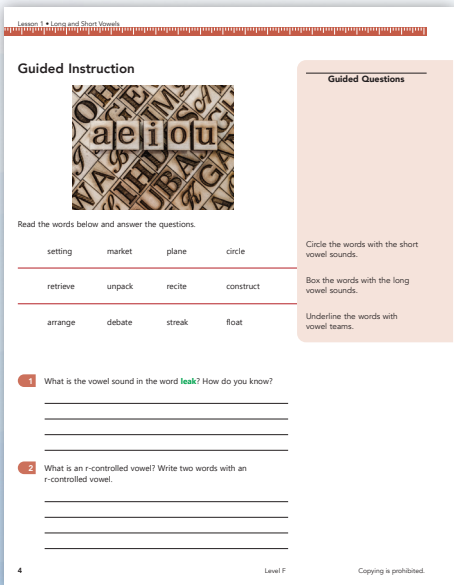 Lesson 1 • Long and Short Vowels
Guided Instruction
a e i o u
Read the words below and answer the questions.
setting market plane circle
retrieve unpack recite construct
arrange debate streak float
1 What is the vowel sound in the word leak? How do you know?
2 What is an r-controlled vowel? Write two words with an
r-controlled vowel.
Guided Questions
Circle the words with the short
vowel sounds.
Box the words with the long
vowel sounds.
Underline the words with
vowel teams.
4 Level F Copying is prohibited.